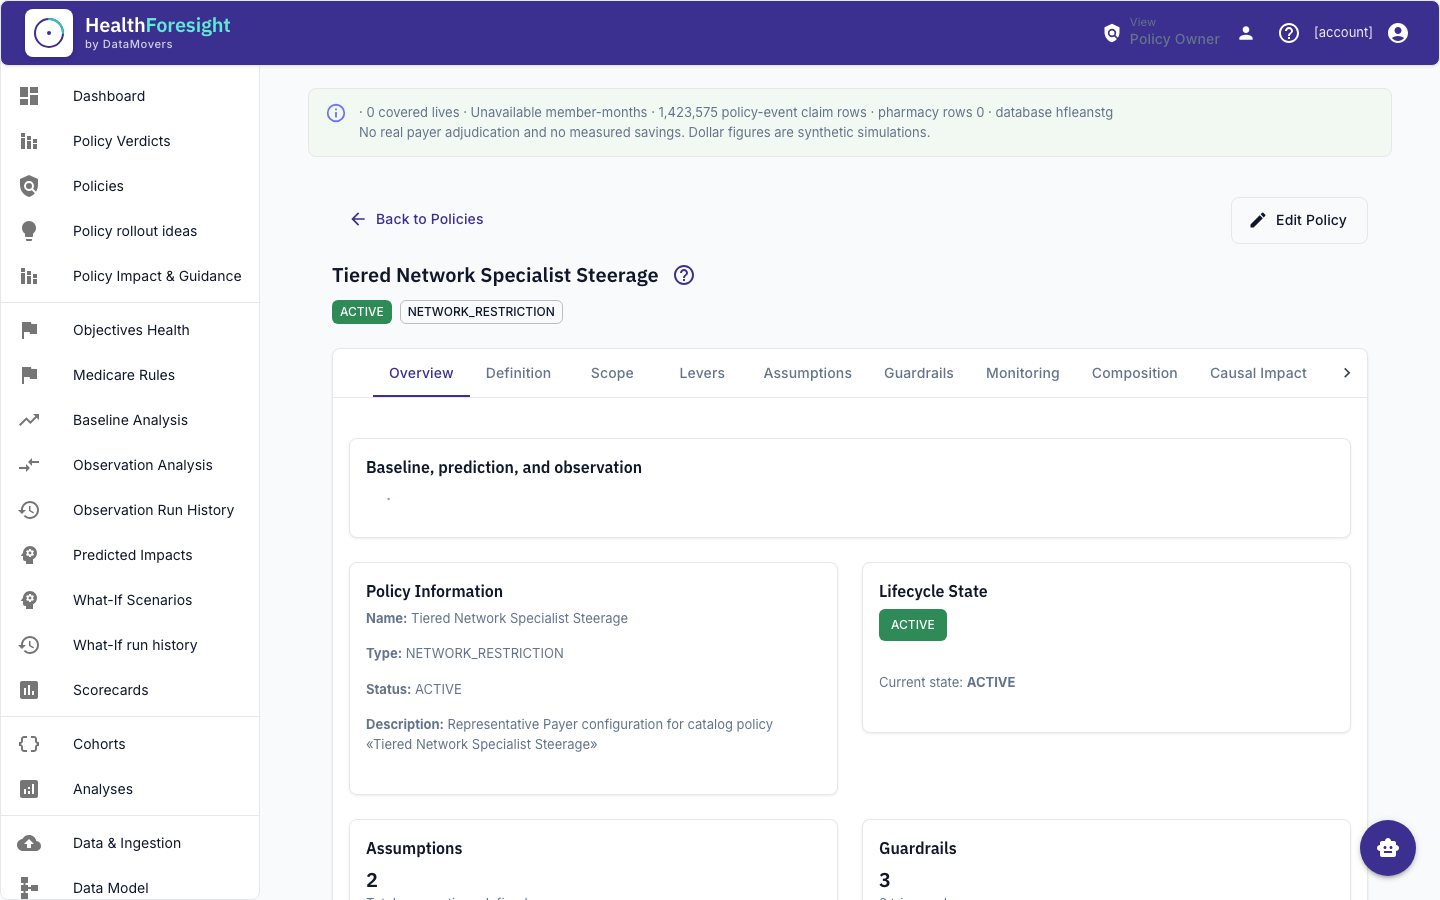 HealthForesight
by DataMovers
View
Policy Owner
[account]
Dashboard
Policy Verdicts
Policies
Policy rollout ideas
Policy Impact & Guidance
Objectives Health
Medicare Rules
Baseline Analysis
Observation Analysis
Observation Run History
Predicted Impacts
What-If Scenarios
What-If run history
Scorecards
Cohorts
Analyses
Data & Ingestion
Data Model
· 0 covered lives · Unavailable member-months · 1,423,575 policy-event claim rows · pharmacy rows 0 · database hfleanstg
No real payer adjudication and no measured savings. Dollar figures are synthetic simulations.
Back to Policies
Edit Policy
Tiered Network Specialist Steerage
ACTIVE
NETWORK_RESTRICTION
Overview
Definition
Scope
Levers
Assumptions
Guardrails
Monitoring
Composition
Causal Impact
Baseline, prediction, and observation
·
Policy Information
Name: Tiered Network Specialist Steerage
Type: NETWORK_RESTRICTION
Status: ACTIVE
Description: Representative Payer configuration for catalog policy
«Tiered Network Specialist Steerage»
Lifecycle State
ACTIVE
Current state: ACTIVE
Assumptions
2
Guardrails
3